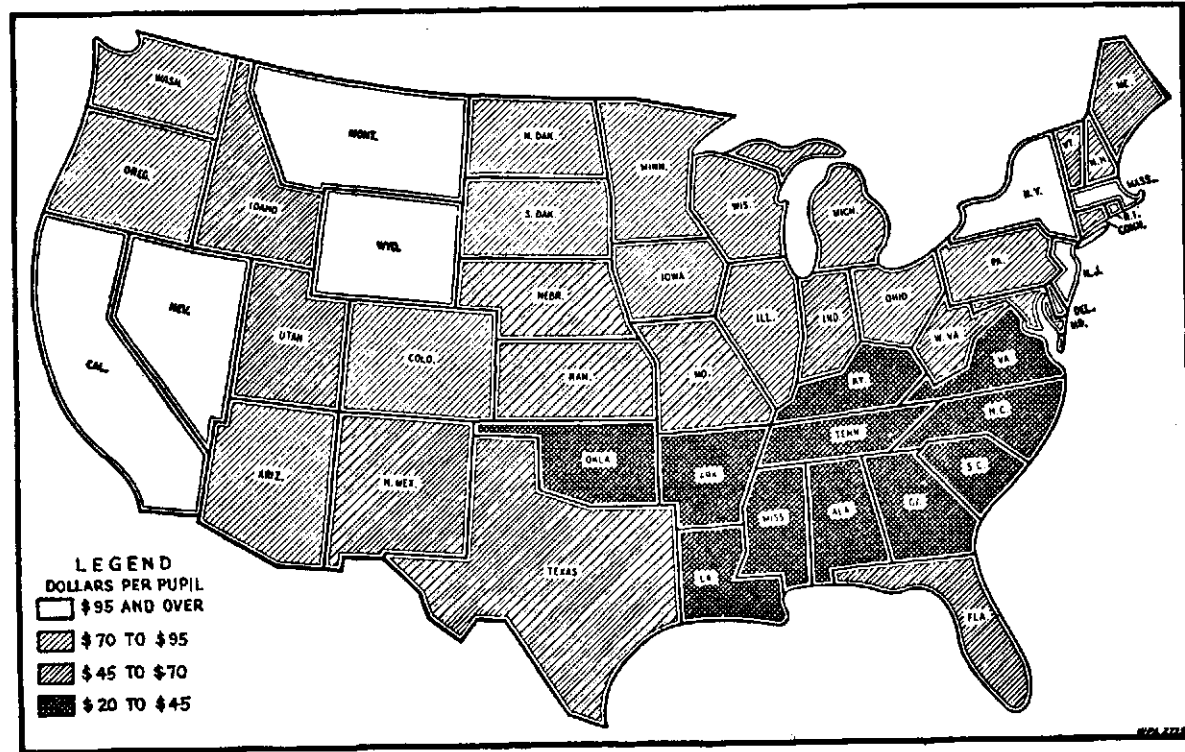 WASH.
MONT.
N. DAK.
MINN.
ME.
OREG.
IDAHO
S. DAK.
WIS.
MICH.
VT.
N.H.
N.Y.
MASS.
R.I.
CONN.
WYO.
IOWA
PA.
N.J.
NEV.
UTAH
NEBR.
ILL.
IND.
OHIO
W. VA.
DEL.
MD.
CAL.
COLO.
KAN.
MO.
KY.
VA.
ARIZ.
N. MEX.
OKLA
ARK
TENN
N.C.
S.C.
MISS
ALA
GA.
TEXAS
LA
FLA.
LEGEND
DOLLARS PER PUPIL
$95 AND OVER
$70 TO $95
$45 TO $70
$20 TO $45